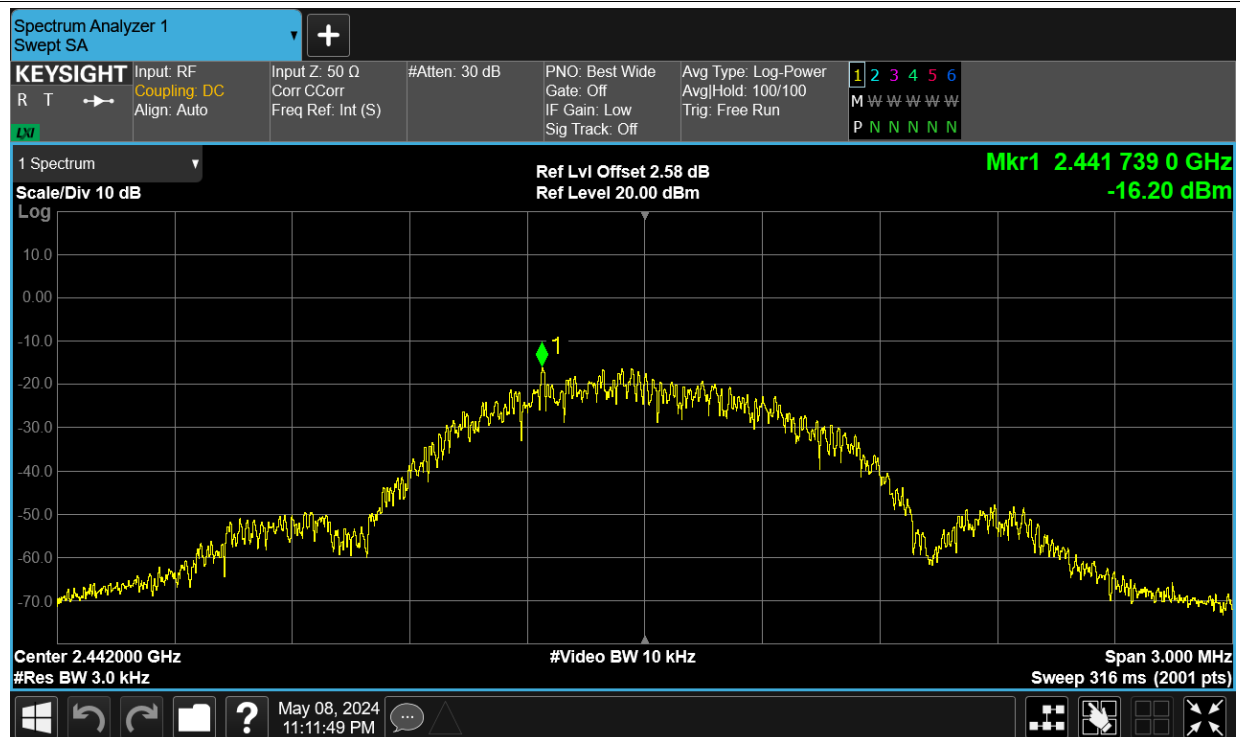 Spectrum Analyzer 1
Swept SA
+
KEYSIGHT
R T
LXI
Input: RF
Coupling: DC
Align: Auto
Input Z: 50 Ω
Corr CCorr
Freq Ref: Int (S)
#Atten: 30 dB
PNO: Best Wide
Gate: Off
IF Gain: Low
Sig Track: Off
Avg Type: Log-Power
Avg|Hold: 100/100
Trig: Free Run
1 2 3 4 5 6
M W W W W W W
P N N N N N N
1 Spectrum
Scale/Div 10 dB
Ref Lvl Offset 2.58 dB
Ref Level 20.00 dBm
Mkr1 2.441 739 0 GHz
-16.20 dBm
Log
10.0
0.00
-10.0
-20.0
-30.0
-40.0
-50.0
-60.0
-70.0
1
Center 2.442000 GHz
#Res BW 3.0 kHz
#Video BW 10 kHz
Span 3.000 MHz
Sweep 316 ms (2001 pts)
?
May 08, 2024
11:11:49 PM